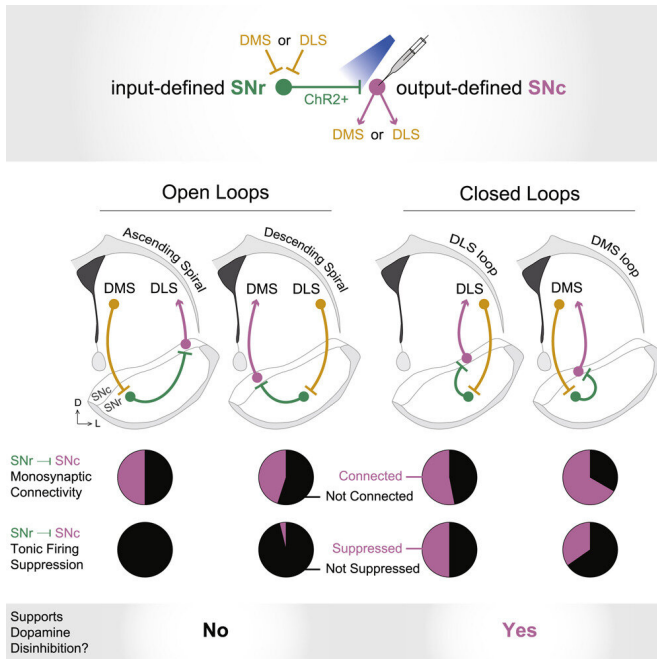 DMS or DLS
input-defined SNr
ChR2+
output-defined SNc
DMS or DLS
Open Loops
Closed Loops
Ascending Spiral
Descending Spiral
DLS loop
DMS loop
DMS DLS
DMS DLS
DLS
DMS
SNc
SNr
D
L
SNr SNc
Monosynaptic
Connectivity
Connected
Not Connected
SNr SNc
Tonic Firing
Suppression
Suppressed
Not Suppressed
Supports
Dopamine
Disinhibition?
No
Yes